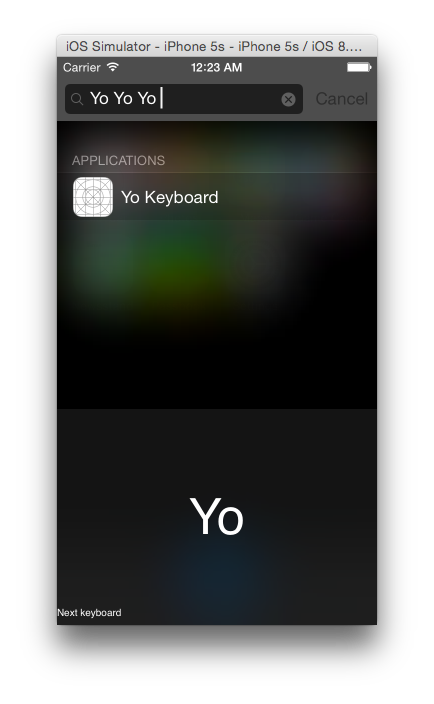 iOS Simulator - iPhone 5s - iPhone 5s / iOS 8....
Carrier 12:23 AM
Yo Yo Yo Cancel
APPLICATIONS
Yo Keyboard
Yo
Next keyboard